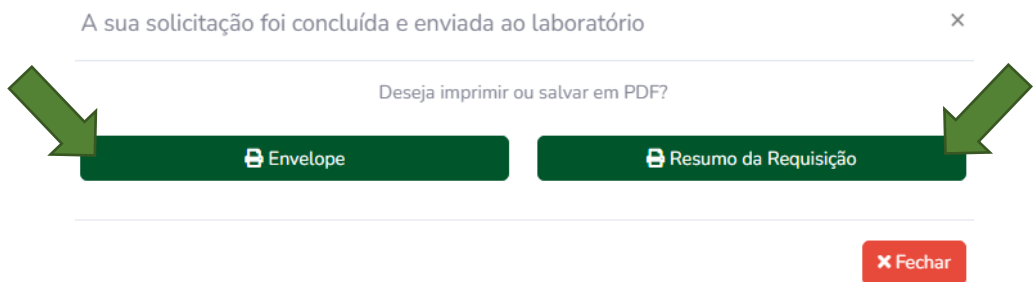 A sua solicitação foi concluída e enviada ao laboratório
Deseja imprimir ou salvar em PDF?
Envelope
Resumo da Requisição
Fechar